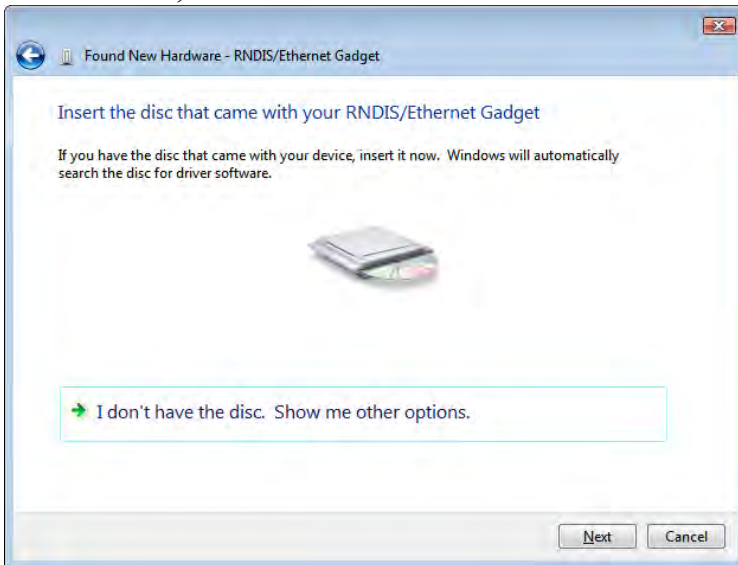 Found New Hardware - RNDIS/Ethernet Gadget
Insert the disc that came with your RNDIS/Ethernet Gadget
If you have the disc that came with your device, insert it now. Windows will automatically
search the disc for driver software.
I don't have the disc. Show me other options.
Next Cancel